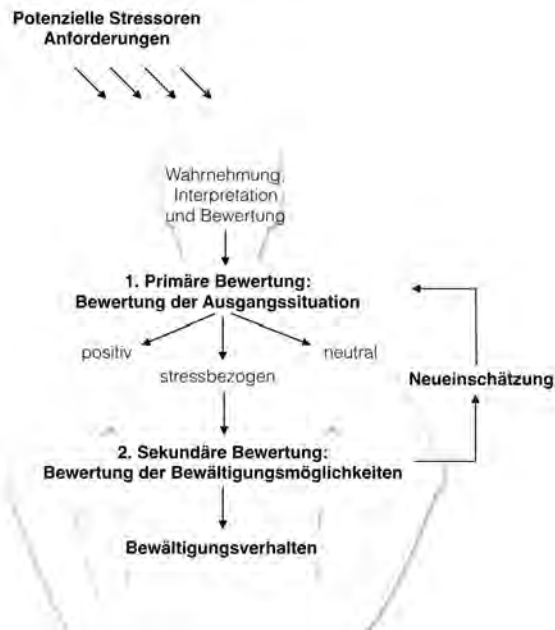 Potenzielle Stressoren
Anforderungen
Wahrnehmung,
Interpretation
und Bewertung
1. Primäre Bewertung:
Bewertung der Ausgangssituation
positiv
neutral
stressbezogen
Neueinschätzung
2. Sekundäre Bewertung:
Bewertung der Bewältigungsmöglichkeiten
Bewältigungsverhalten